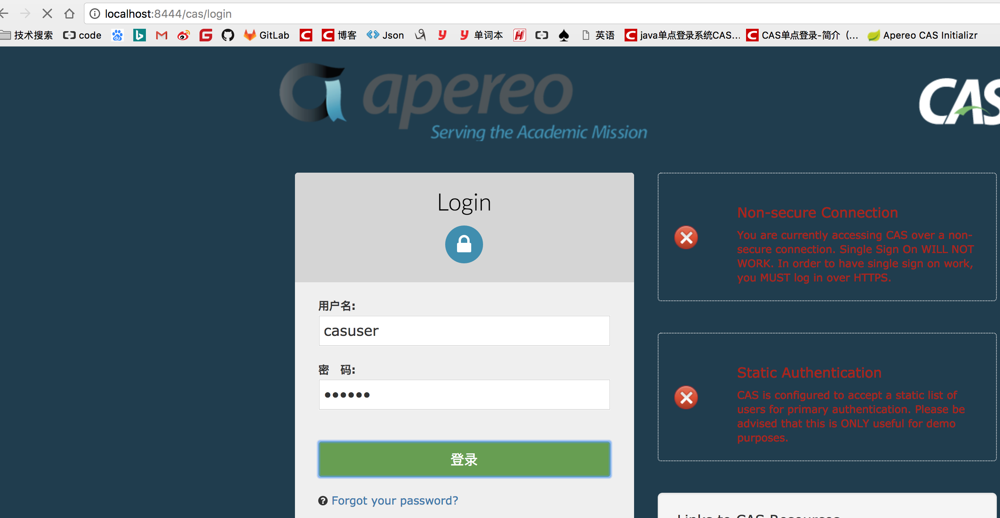 localhost:8444/cas/login
技术搜索 code du GitLab 博客 Json 单词本 英语 java单点登录系统CAS... CAS单点登录-简介（... Apereo CAS Initializr
apereo
Serving the Academic Mission
CAS
Login
用户名:
casuser
密　码:
••••••
登录
Forgot your password?
Non-secure Connection
You are currently accessing CAS over a non-
secure connection. Single Sign On WILL NOT
WORK. In order to have single sign on work,
you MUST log in over HTTPS.
Static Authentication
CAS is configured to accept a static list of
users for primary authentication. Please be
advised that this is ONLY useful for demo
purposes.
Links to CAS Resources